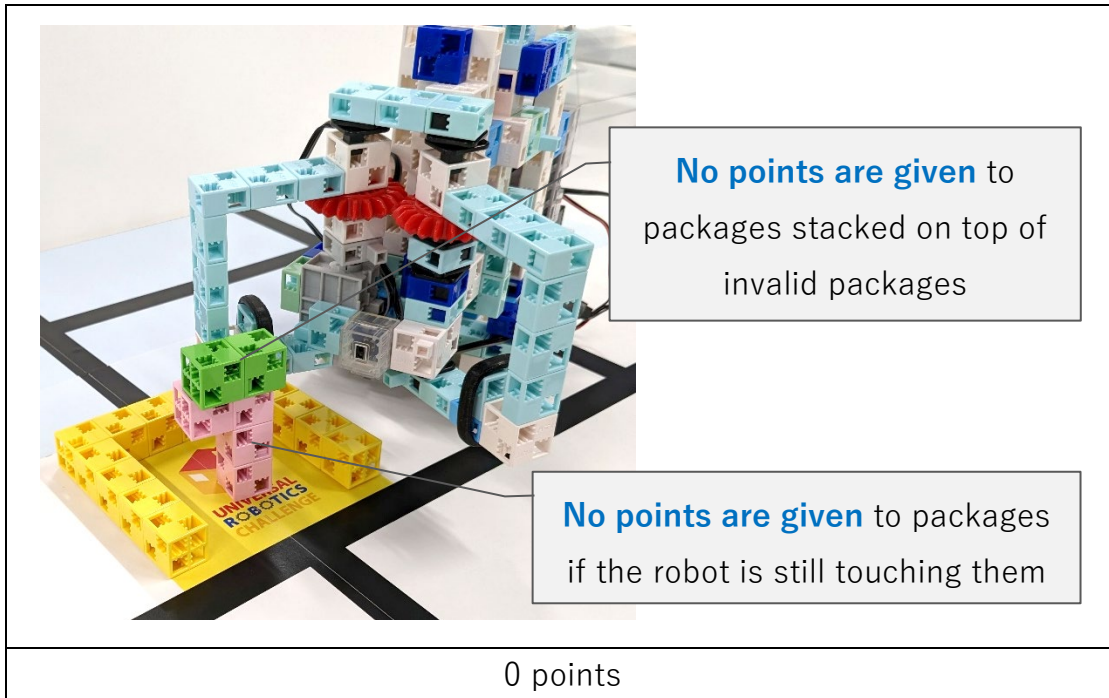 No points are given to
packages stacked on top of
invalid packages
No points are given to packages
if the robot is still touching them
UNIVERSAL
ROBOTICS
CHALLENGE
0 points